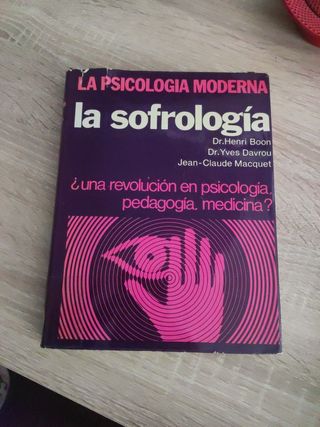 LA PSICOLOGIA MODERNA
la sofrología
Dr. Henri Boon
Dr. Yves Davrou
Jean-Claude Macquet
¿una revolución en psicología,
pedagogía, medicina?